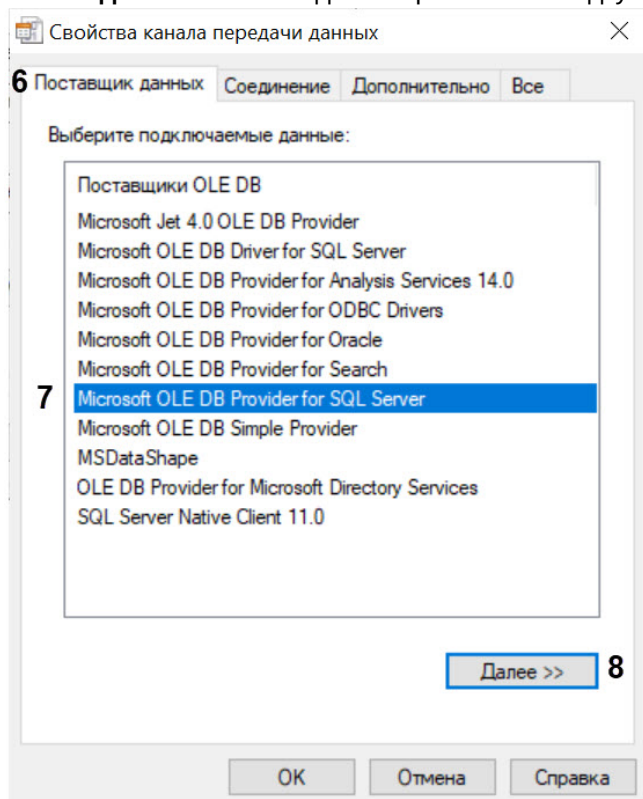 Свойства канала передачи данных
6 Поставщик данных Соединение Дополнительно Все
Выберите подключаемые данные:
Поставщики OLE DB
Microsoft Jet 4.0 OLE DB Provider
Microsoft OLE DB Driver for SQL Server
Microsoft OLE DB Provider for Analysis Services 14.0
Microsoft OLE DB Provider for ODBC Drivers
Microsoft OLE DB Provider for Oracle
Microsoft OLE DB Provider for Search
7 Microsoft OLE DB Provider for SQL Server
Microsoft OLE DB Simple Provider
MSDataShape
OLE DB Provider for Microsoft Directory Services
SQL Server Native Client 11.0
Далее >> 8
OK Отмена Справка